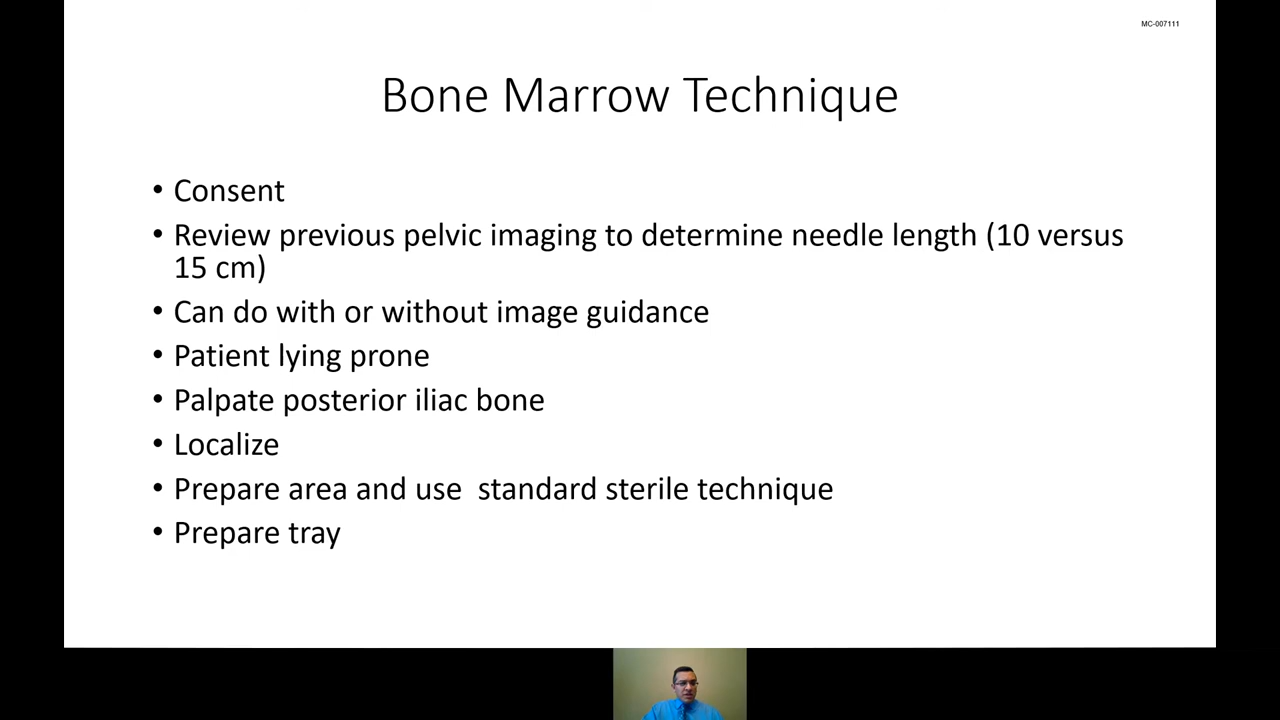 MC-007111
Bone Marrow Technique
• Consent
• Review previous pelvic imaging to determine needle length (10 versus
15 cm)
• Can do with or without image guidance
• Patient lying prone
• Palpate posterior iliac bone
• Localize
• Prepare area and use  standard sterile technique
• Prepare tray